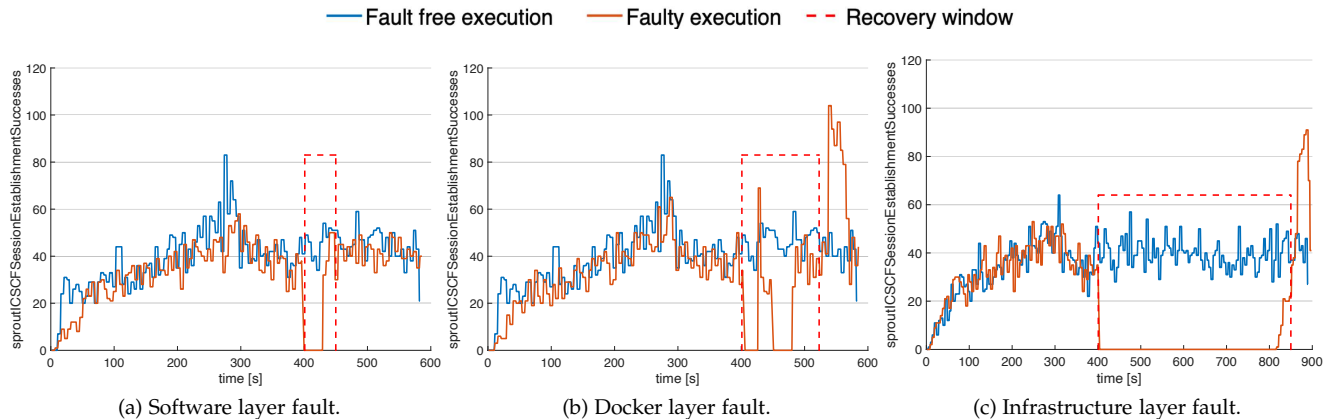 Fault free execution Faulty execution Recovery window
sproutICSCFSessionEstablishmentSuccesses
120
100
80
60
40
20
0
0 100 200 300 400 500 600
time [s]
(a) Software layer fault.
sproutICSCFSessionEstablishmentSuccesses
120
100
80
60
40
20
0
0 100 200 300 400 500 600
time [s]
(b) Docker layer fault.
sproutICSCFSessionEstablishmentSuccesses
120
100
80
60
40
20
0
0 100 200 300 400 500 600 700 800 900
time [s]
(c) Infrastructure layer fault.